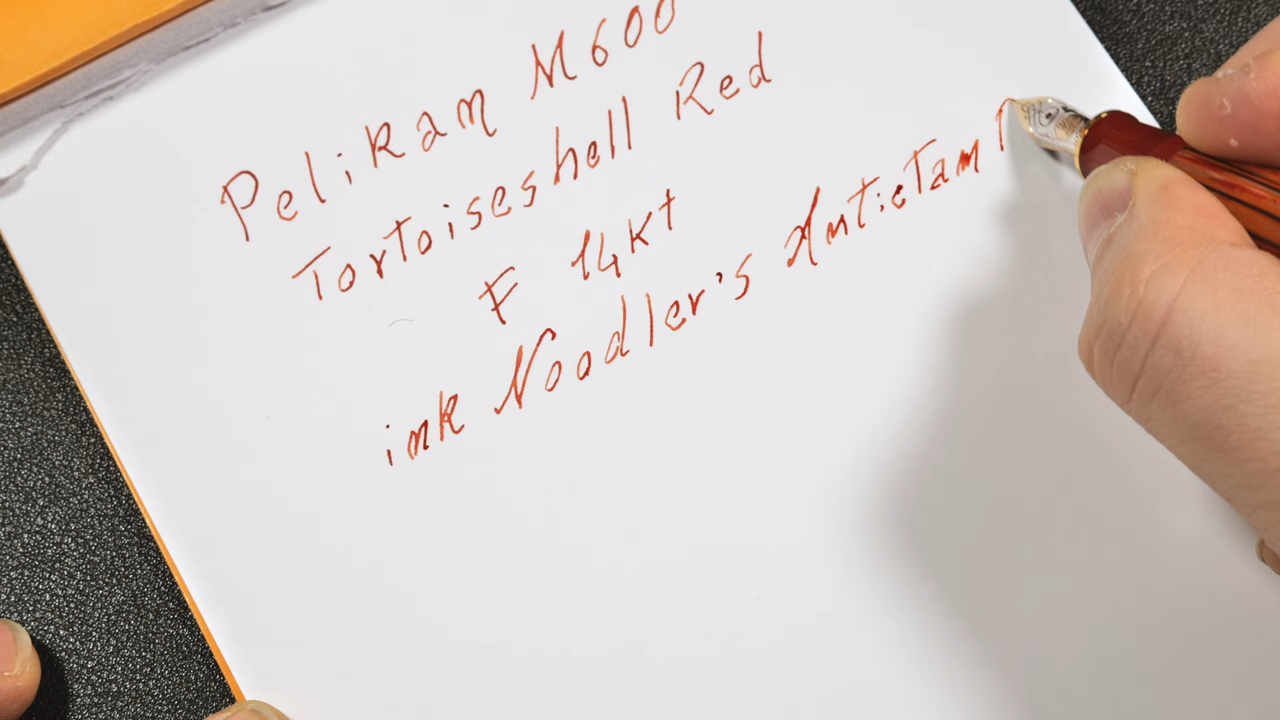 Pelikan M600
Tortoiseshell Red
F 14kt
ink Noodler's Antietam